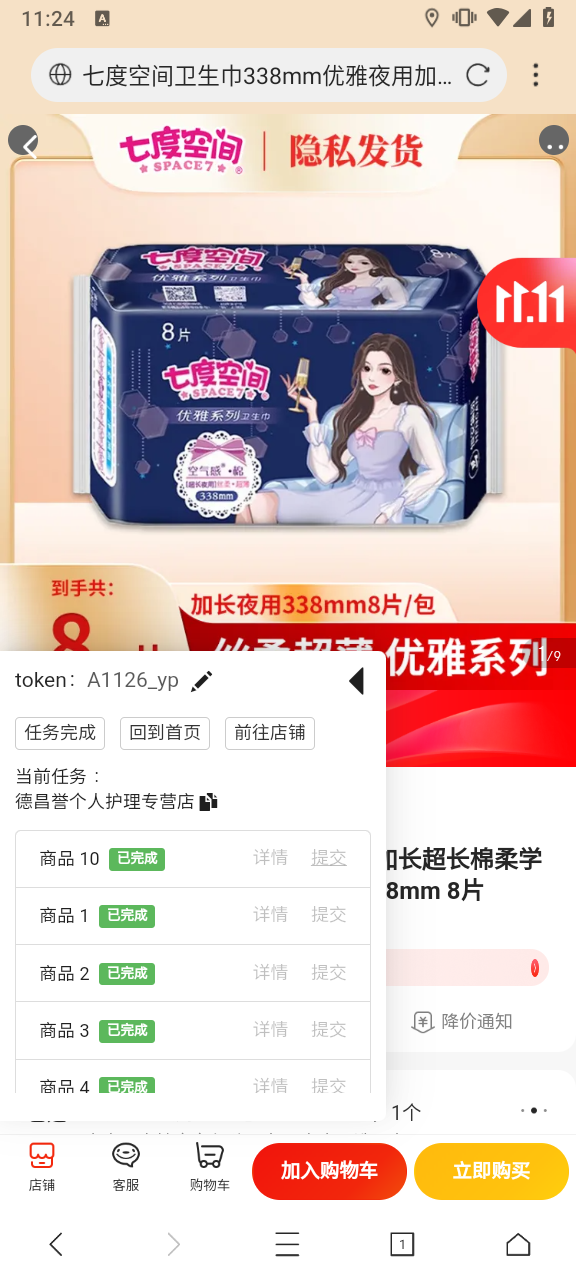 11:24
A
七度空间卫生巾338mm优雅夜用加…
七度空间
SPACE7
隐私发货
七度空间
SPACE7
优雅系列卫生巾
8片
11.11
8片
七度空间
SPACE7
优雅系列卫生巾
空气感·棉
338mm
到手共:
8
加长夜用338mm8片/包
丝柔超薄 优雅系列
1/9
token: A1126_yp
任务完成 回到首页 前往店铺
当前任务：
德昌誉个人护理专营店
商品 10 已完成 详情 提交
商品 1 已完成 详情 提交
商品 2 已完成 详情 提交
商品 3 已完成 详情 提交
商品 4 已完成 详情 提交
加长超长棉柔学
8mm 8片
降价通知
1个
店铺 客服 购物车 加入购物车 立即购买
1